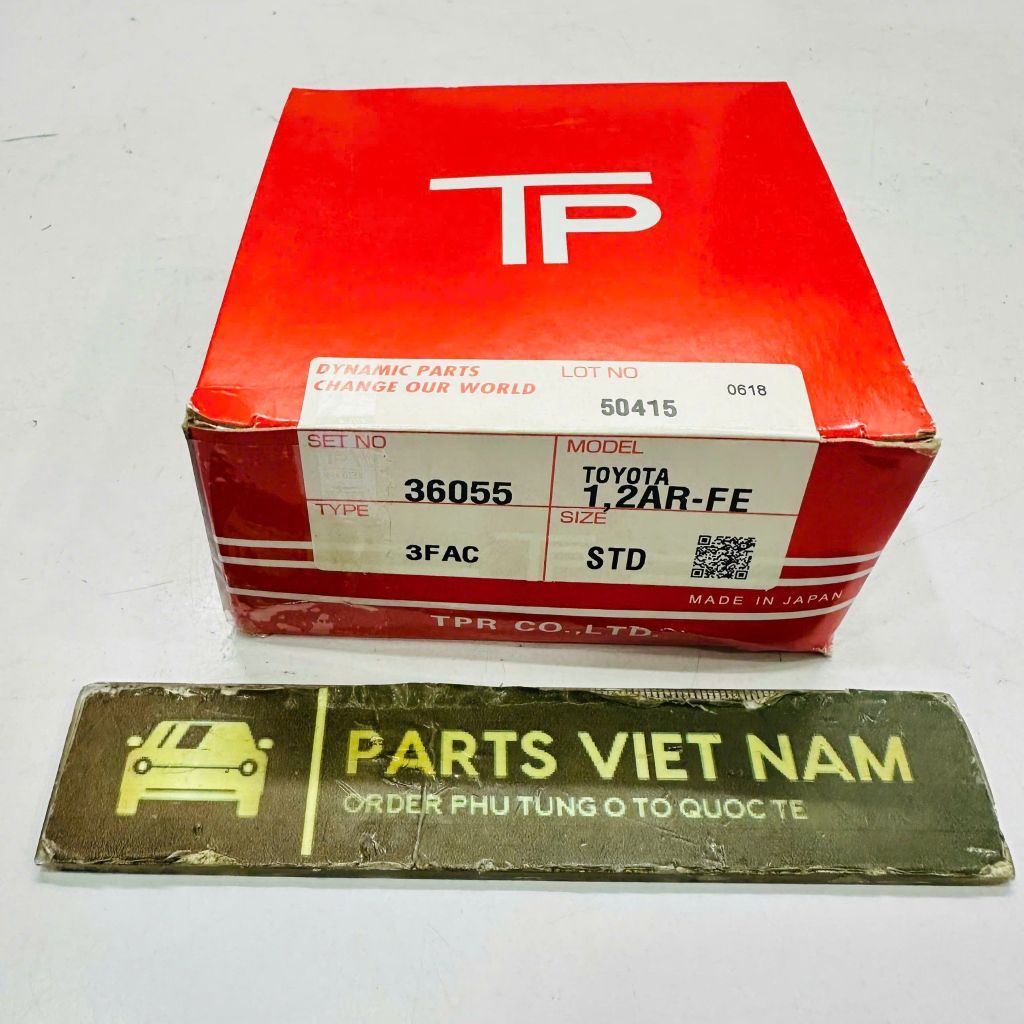 TP
DYNAMIC PARTS
CHANGE OUR WORLD
LOT NO
50415
0618
SET NO
36055
MODEL
TOYOTA
1,2AR-FE
TYPE
3FAC
SIZE
STD
MADE IN JAPAN
TPR CO.,LTD.
PARTS VIET NAM
ORDER PHU TUNG O TO QUOC TE